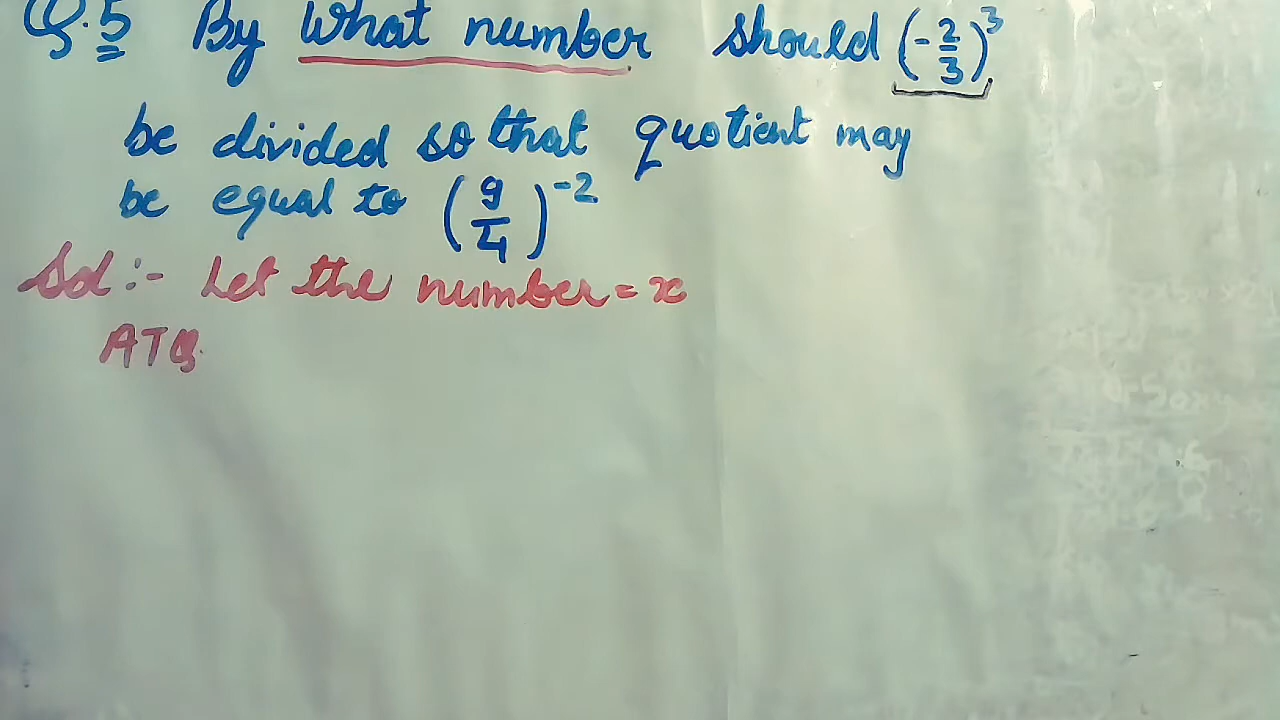 Q.5 By what number should (-2/3)³
be divided so that quotient may
be equal to (9/4)⁻²
Sol :- Let the number = x
ATQ.